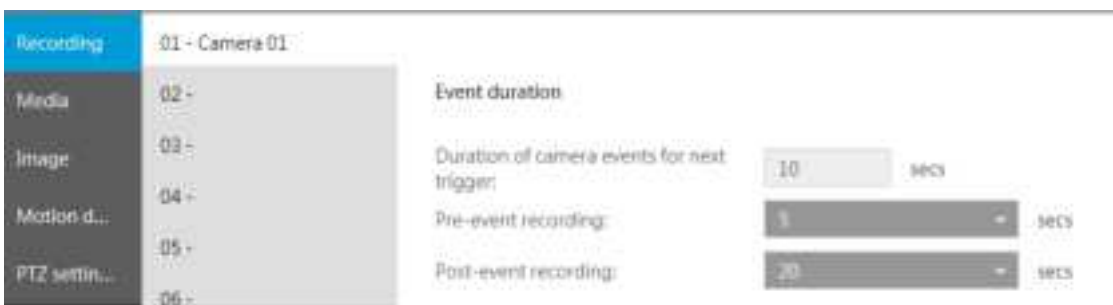 Recording
01 - Camera 01
Media
02 -
Event duration
Image
03 -
Duration of camera events for next
trigger:
10
secs
Motion d...
04 -
Pre-event recording:
5
secs
05 -
PTZ settin...
Post-event recording:
20
secs
06 -